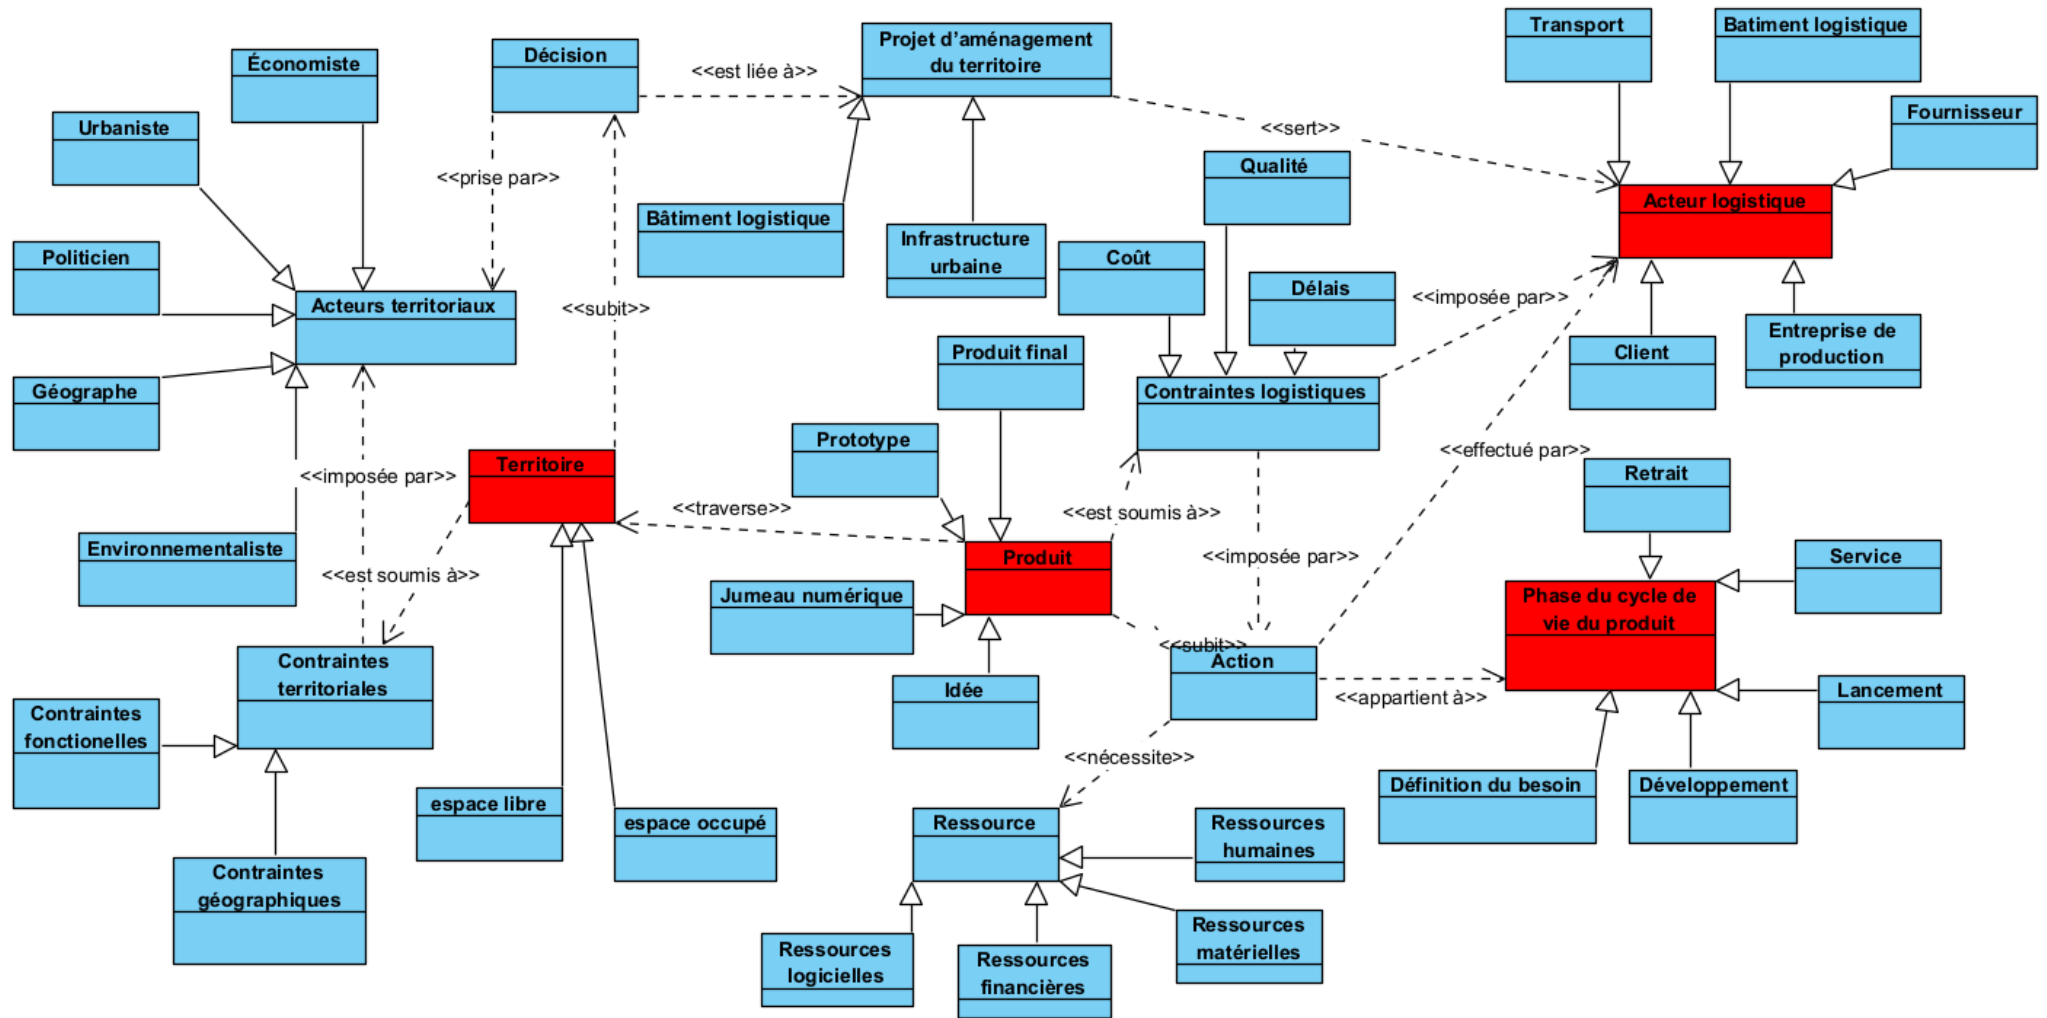 Transport
Batiment logistique
Projet d'aménagement
du territoire
Décision
Économiste
<<est liée à>>
Fournisseur
Urbaniste
<<sert>>
Qualité
<<prise par>>
Acteur logistique
Bâtiment logistique
Infrastructure
urbaine
Politicien
Coût
Délais
<<imposée par>>
Acteurs territoriaux
<<subit>>
Entreprise de
production
Client
Produit final
Géographe
Contraintes logistiques
Prototype
<<effectué par>>
Territoire
<<imposée par>>
Retrait
<<traverse>>
<<est soumis à>>
Environnementaliste
Produit
<<imposée par>>
Service
<<est soumis à>>
Jumeau numérique
Phase du cycle de
vie du produit
<<subit>>
Contraintes
territoriales
Action
Idée
<<appartient à>>
Lancement
Contraintes
fonctionelles
<<nécessite>>
Définition du besoin
Développement
espace libre
espace occupé
Ressource
Ressources
humaines
Contraintes
géographiques
Ressources
matérielles
Ressources
logicielles
Ressources
financières